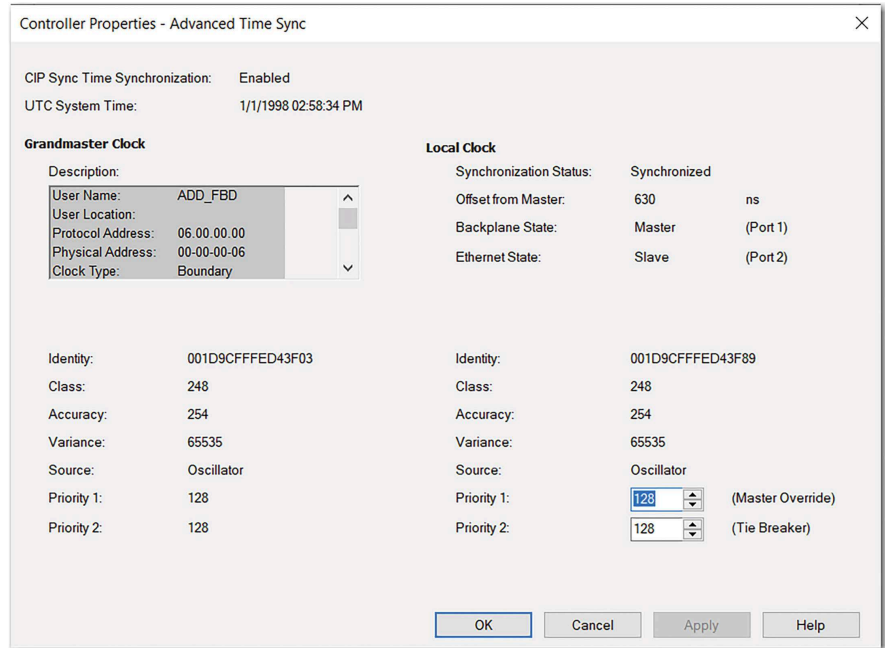 Controller Properties - Advanced Time Sync
CIP Sync Time Synchronization: Enabled
UTC System Time: 1/1/1998 02:58:34 PM
Grandmaster Clock
Description:
User Name: ADD_FBD
User Location:
Protocol Address: 06.00.00.00
Physical Address: 00-00-00-06
Clock Type: Boundary
Identity: 001D9CFFFED43F03
Class: 248
Accuracy: 254
Variance: 65535
Source: Oscillator
Priority 1: 128
Priority 2: 128
Local Clock
Synchronization Status: Synchronized
Offset from Master: 630 ns
Backplane State: Master (Port 1)
Ethernet State: Slave (Port 2)
Identity: 001D9CFFFED43F89
Class: 248
Accuracy: 254
Variance: 65535
Source: Oscillator
Priority 1: 128 (Master Override)
Priority 2: 128 (Tie Breaker)
OK Cancel Apply Help